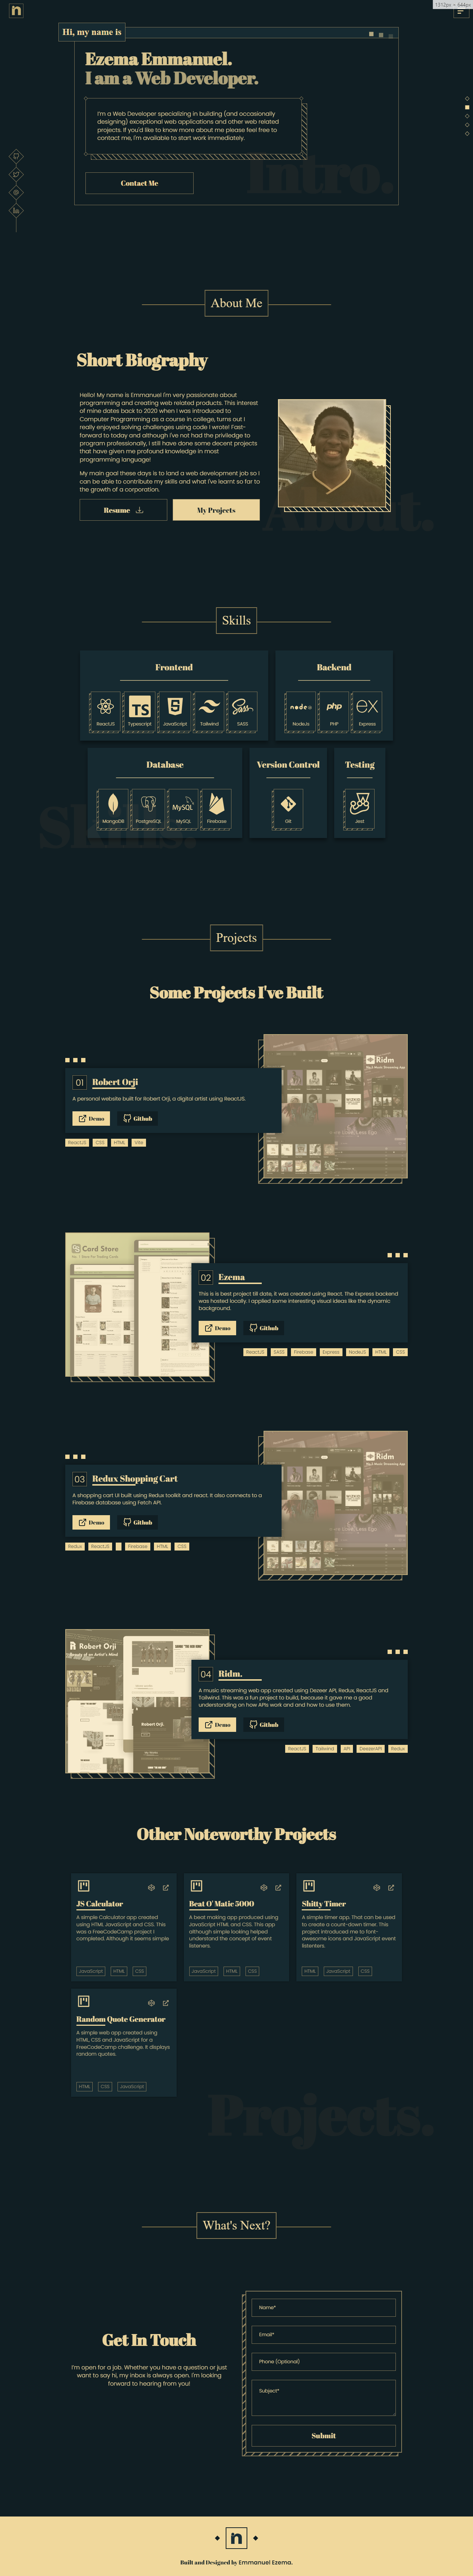 1312px × 644px
n
Hi, my name is
Ezema Emmanuel.
I am a Web Developer.
I'm a Web Developer specializing in building (and occasionally
designing) exceptional web applications and other web related
projects. If you'd like to know more about me please feel free to
contact me, I'm available to start work immediately.
Intro.
Contact Me
About Me
Short Biography
Hello! My name is Emmanuel I'm very passionate about
programming and creating web related products. This interest
of mine dates back to 2020 when I was introduced to
Computer Programming as a course in college, turns out I
really enjoyed solving challenges using code I wrote! Fast-
forward to today and although I've not had the priviledge to
program professionally, I still have done some decent projects
that have given me profound knowledge in most
programming language!
My main goal these days is to land a web development job so I
can be able to contribute my skills and what I've learnt so far to
the growth of a corporation.
Resume
My Projects
About.
Skills
Frontend
ReactJS
TS
Typescript
JavaScript
Tailwind
Sass
SASS
Backend
node
NodeJs
php
PHP
ex
Express
Database
MongoDB
PostgreSQL
MySQL
MySQL
Firebase
Version Control
Git
Testing
Jest
Skills.
Projects
Some Projects I've Built
01 Robert Orji
A personal website built for Robert Orji, a digital artist using ReactJS.
Demo
Github
ReactJS
CSS
HTML
Vite
Ridm
Card Store
02 Ezema
This is is best project till date, it was created using React. The Express backend
was hosted locally. I applied some interesting visual ideas like the dynamic
background.
Demo
Github
ReactJS
SASS
Firebase
Express
NodeJS
HTML
CSS
03 Redux Shopping Cart
A shopping cart UI built using Redux toolkit and react. It also connects to a
Firebase database using Fetch API.
Demo
Github
Redux
ReactJS
Firebase
HTML
CSS
Ridm
Robert Orji
Beauty of an Artist's Mind
Robert Orji.
04 Ridm.
A music streaming web app created using Deezer API, Redux, ReactJS and
Tailwind. This was a fun project to build, because it gave me a good
understanding on how APIs work and how to use them.
Demo
Github
ReactJS
Tailwind
API
DeezerAPI
Redux
Other Noteworthy Projects
JS Calculator
A simple Calculator app created
using HTML JavaScript and CSS. This
was a FreeCodeCamp project I
completed. Although it seems simple
JavaScript
HTML
CSS
Beat O' Matic 5000
A beat making app produced using
JavaScript HTML and CSS. This app
although simple looking helped
understand the concept of event
listeners.
JavaScript
HTML
CSS
Shitty Timer
A simple timer app. That can be used
to create a count-down timer. This
project introduced me to font-
awesome icons and JavaScript event
listenters.
HTML
JavaScript
CSS
Random Quote Generator
A simple web app created using
HTML CSS and JavaScript for a
FreeCodeCamp challenge. It displays
random quotes.
HTML
CSS
JavaScript
Projects.
What's Next?
Get In Touch
I'm open for a job. Whether you have a question or just
want to say hi, my inbox is always open. I'm looking
forward to hearing from you!
Name*
Email*
Phone (Optional)
Subject*
Submit
n
Built and Designed by Emmanuel Ezema.